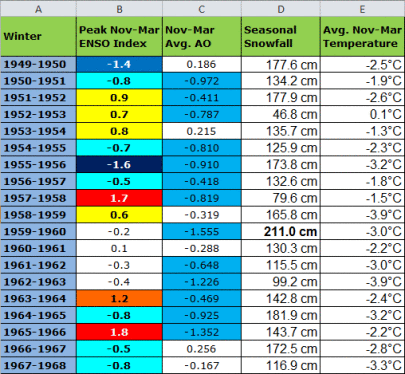 A B C D E
Winter Peak Nov-Mar ENSO Index Nov-Mar Avg. AO Seasonal Snowfall Avg. Nov-Mar Temperature
1949-1950 -1.4 0.186 177.6 cm -2.5°C
1950-1951 -0.8 -0.972 134.2 cm -1.9°C
1951-1952 0.9 -0.411 177.9 cm -2.6°C
1952-1953 0.7 -0.787 46.8 cm 0.1°C
1953-1954 0.8 0.215 135.7 cm -1.3°C
1954-1955 -0.7 -0.810 125.9 cm -2.3°C
1955-1956 -1.6 -0.910 173.8 cm -3.2°C
1956-1957 -0.5 -0.418 132.6 cm -1.8°C
1957-1958 1.7 -0.819 79.6 cm -1.5°C
1958-1959 0.6 -0.319 165.8 cm -3.9°C
1959-1960 -0.2 -1.555 211.0 cm -3.0°C
1960-1961 0.1 -0.288 130.3 cm -2.2°C
1961-1962 -0.3 -0.648 115.5 cm -3.0°C
1962-1963 -0.4 -1.226 99.2 cm -3.9°C
1963-1964 1.2 -0.469 142.8 cm -2.4°C
1964-1965 -0.8 -0.925 181.9 cm -3.2°C
1965-1966 1.8 -1.352 143.7 cm -2.2°C
1966-1967 -0.5 0.256 172.5 cm -2.8°C
1967-1968 -0.8 -0.167 116.9 cm -3.3°C